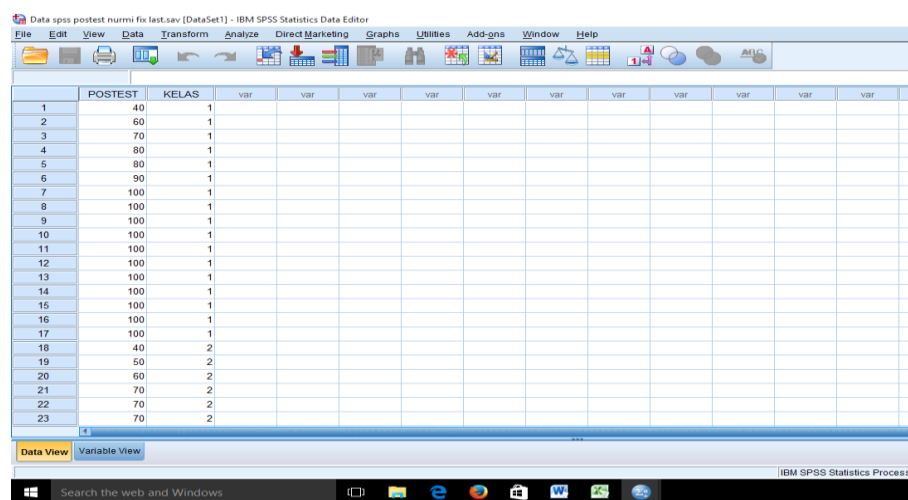 Data spss postest nurmi fix last.sav [DataSet1] - IBM SPSS Statistics Data Editor
File Edit View Data Transform Analyze Direct Marketing Graphs Utilities Add-ons Window Help
POSTEST KELAS var var var var var var var var var var
1 40 1
2 60 1
3 70 1
4 80 1
5 80 1
6 90 1
7 100 1
8 100 1
9 100 1
10 100 1
11 100 1
12 100 1
13 100 1
14 100 1
15 100 1
16 100 1
17 100 1
18 40 2
19 50 2
20 60 2
21 70 2
22 70 2
23 70 2
Data View Variable View
IBM SPSS Statistics Process
Search the web and Windows